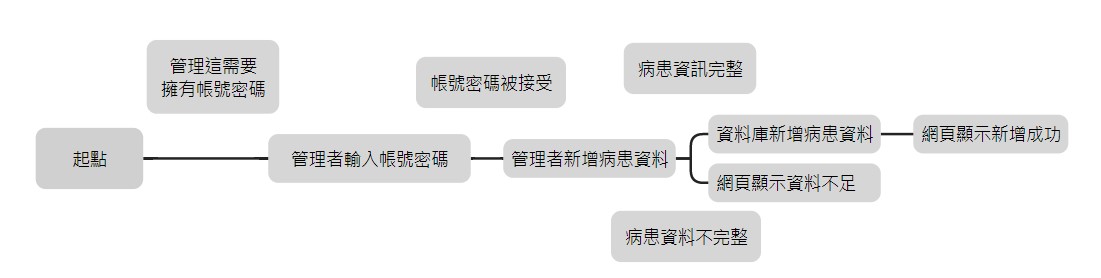 管理這需要
擁有帳號密碼
帳號密碼被接受
病患資訊完整
起點
管理者輸入帳號密碼
管理者新增病患資料
資料庫新增病患資料
網頁顯示新增成功
網頁顯示資料不足
病患資料不完整